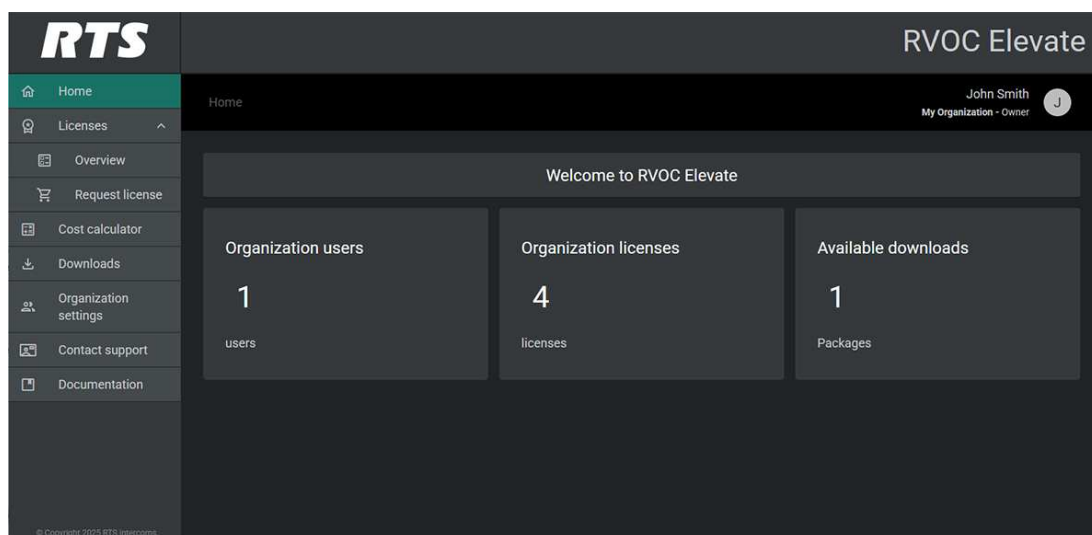 RTS
RVOC Elevate
Home
Licenses
Overview
Request license
Cost calculator
Downloads
Organization
settings
Contact support
Documentation
© Copyright 2025 RTS Intercoms
Home
John Smith
My Organization - Owner
J
Welcome to RVOC Elevate
Organization users
1
users
Organization licenses
4
licenses
Available downloads
1
Packages